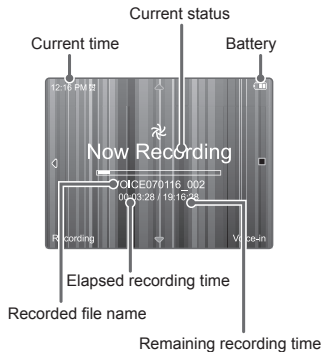 Current status
Current time
Battery
12:16 PM
Now Recording
VOICE070116_002
00:03:28 / 19:16:28
Recording
Voice-in
Elapsed recording time
Recorded file name
Remaining recording time